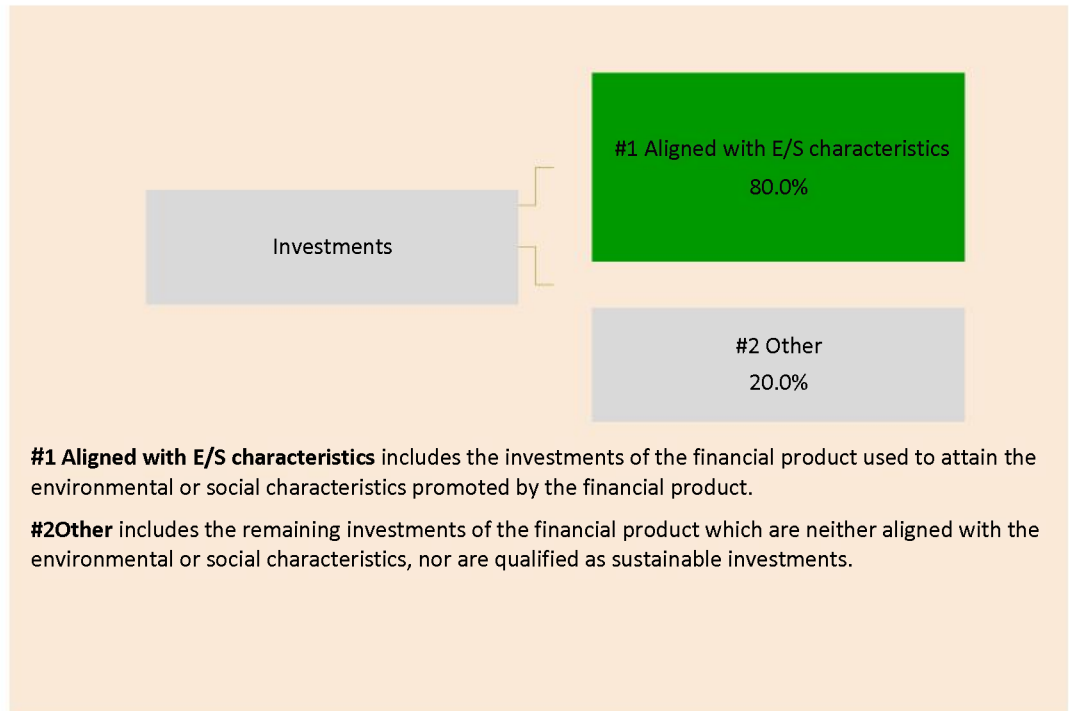 #1 Aligned with E/S characteristics
80.0%
Investments
#2 Other
20.0%
#1 Aligned with E/S characteristics includes the investments of the financial product used to attain the
environmental or social characteristics promoted by the financial product.
#2Other includes the remaining investments of the financial product which are neither aligned with the
environmental or social characteristics, nor are qualified as sustainable investments.